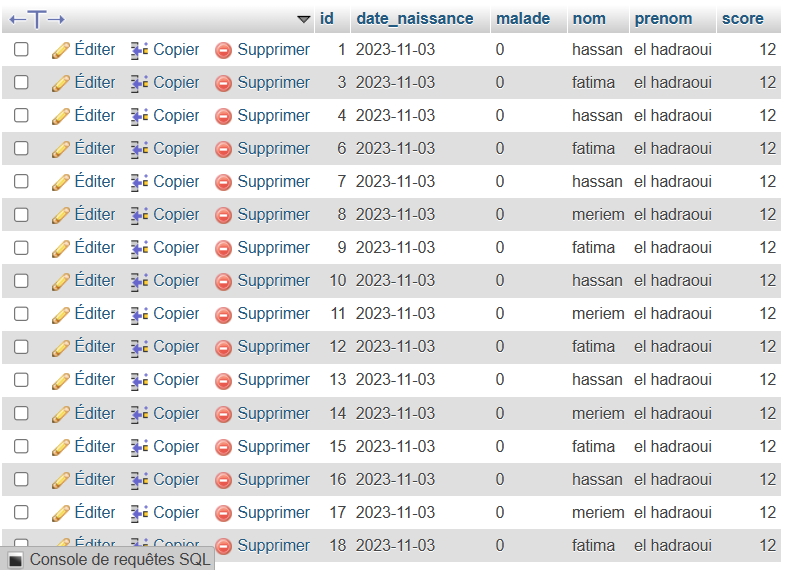 id date_naissance malade nom prenom score
Éditer Copier Supprimer 1 2023-11-03 0 hassan el hadraoui 12
Éditer Copier Supprimer 3 2023-11-03 0 fatima el hadraoui 12
Éditer Copier Supprimer 4 2023-11-03 0 hassan el hadraoui 12
Éditer Copier Supprimer 6 2023-11-03 0 fatima el hadraoui 12
Éditer Copier Supprimer 7 2023-11-03 0 hassan el hadraoui 12
Éditer Copier Supprimer 8 2023-11-03 0 meriem el hadraoui 12
Éditer Copier Supprimer 9 2023-11-03 0 fatima el hadraoui 12
Éditer Copier Supprimer 10 2023-11-03 0 hassan el hadraoui 12
Éditer Copier Supprimer 11 2023-11-03 0 meriem el hadraoui 12
Éditer Copier Supprimer 12 2023-11-03 0 fatima el hadraoui 12
Éditer Copier Supprimer 13 2023-11-03 0 hassan el hadraoui 12
Éditer Copier Supprimer 14 2023-11-03 0 meriem el hadraoui 12
Éditer Copier Supprimer 15 2023-11-03 0 fatima el hadraoui 12
Éditer Copier Supprimer 16 2023-11-03 0 hassan el hadraoui 12
Éditer Copier Supprimer 17 2023-11-03 0 meriem el hadraoui 12
Éditer Copier Supprimer 18 2023-11-03 0 fatima el hadraoui 12
Console de requêtes SQL